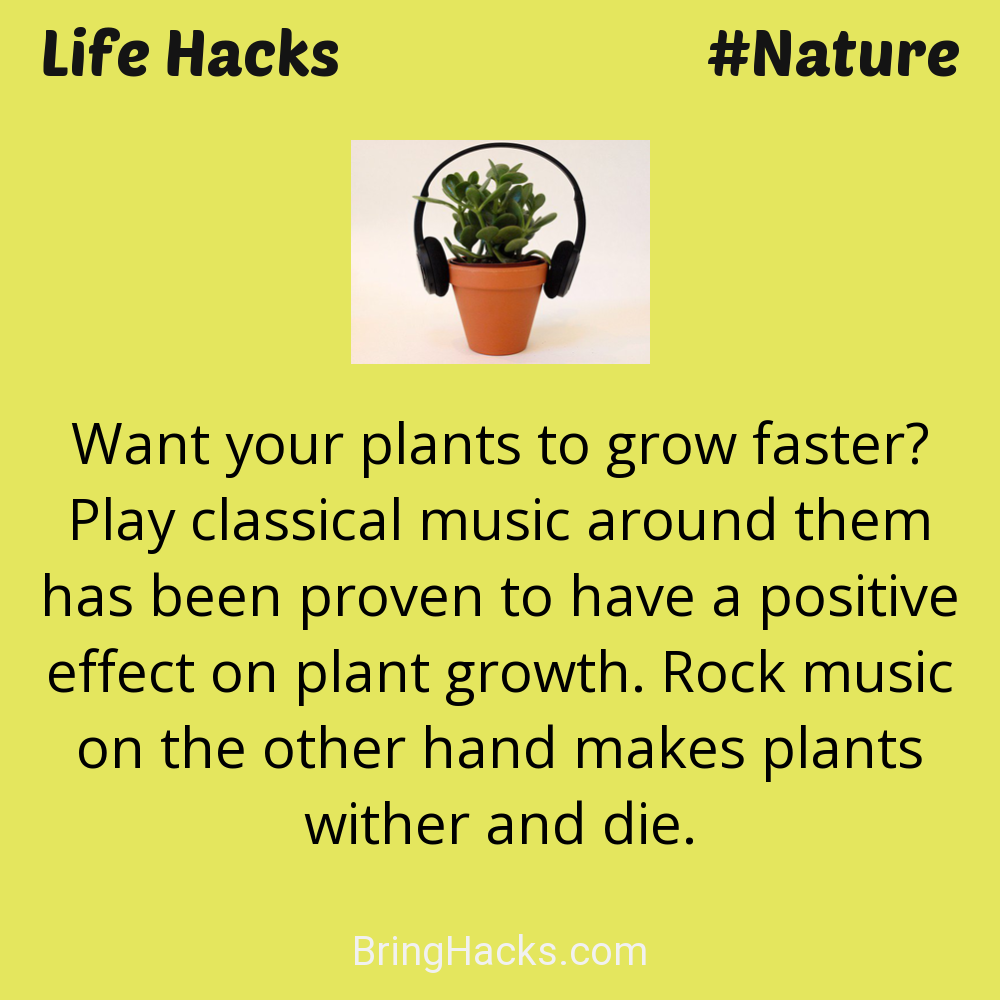 Life Hacks
#Nature
Want your plants to grow faster?
Play classical music around them
has been proven to have a positive
effect on plant growth. Rock music
on the other hand makes plants
wither and die.
BringHacks.com